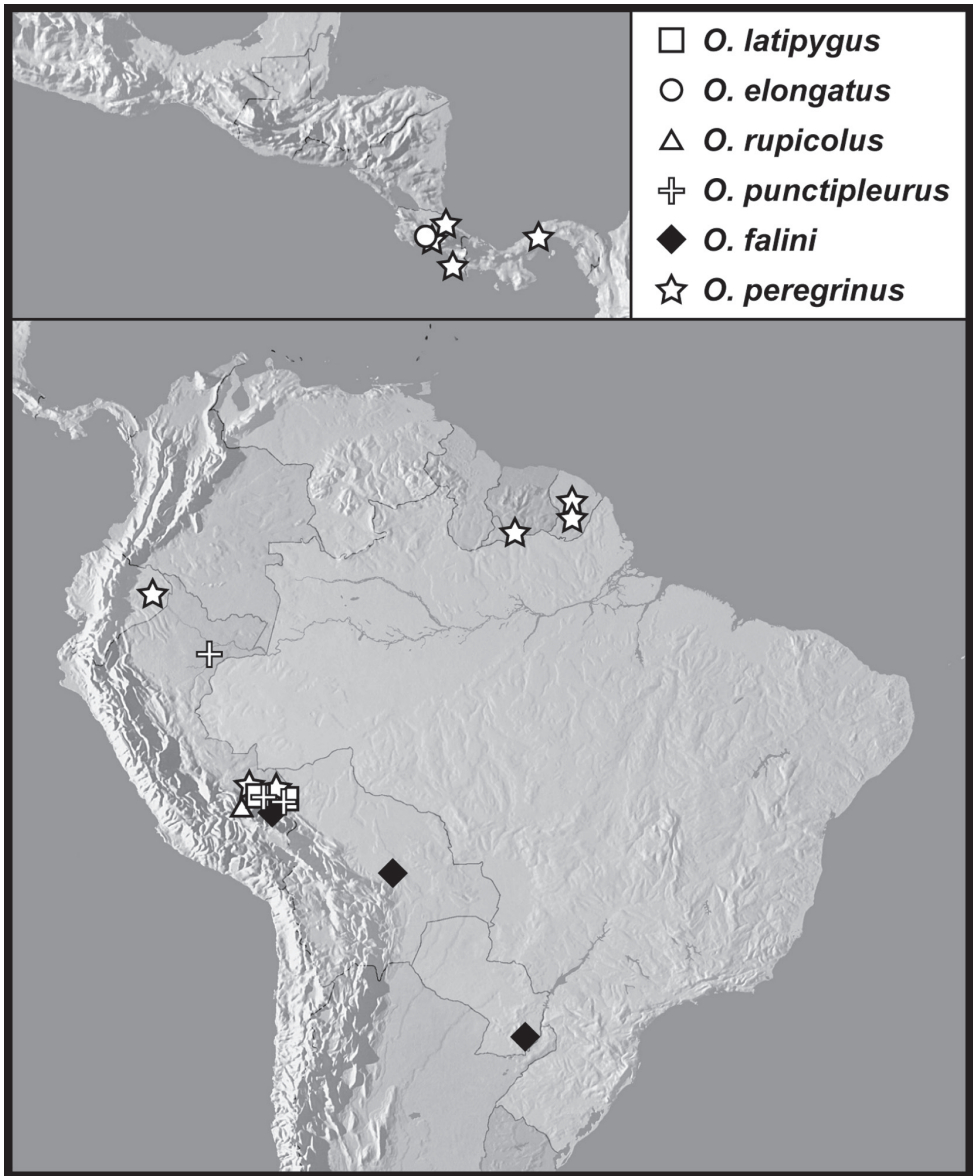 O. latipygus
O. elongatus
O. rupicolus
O. punctipleurus
O. falini
O. peregrinus